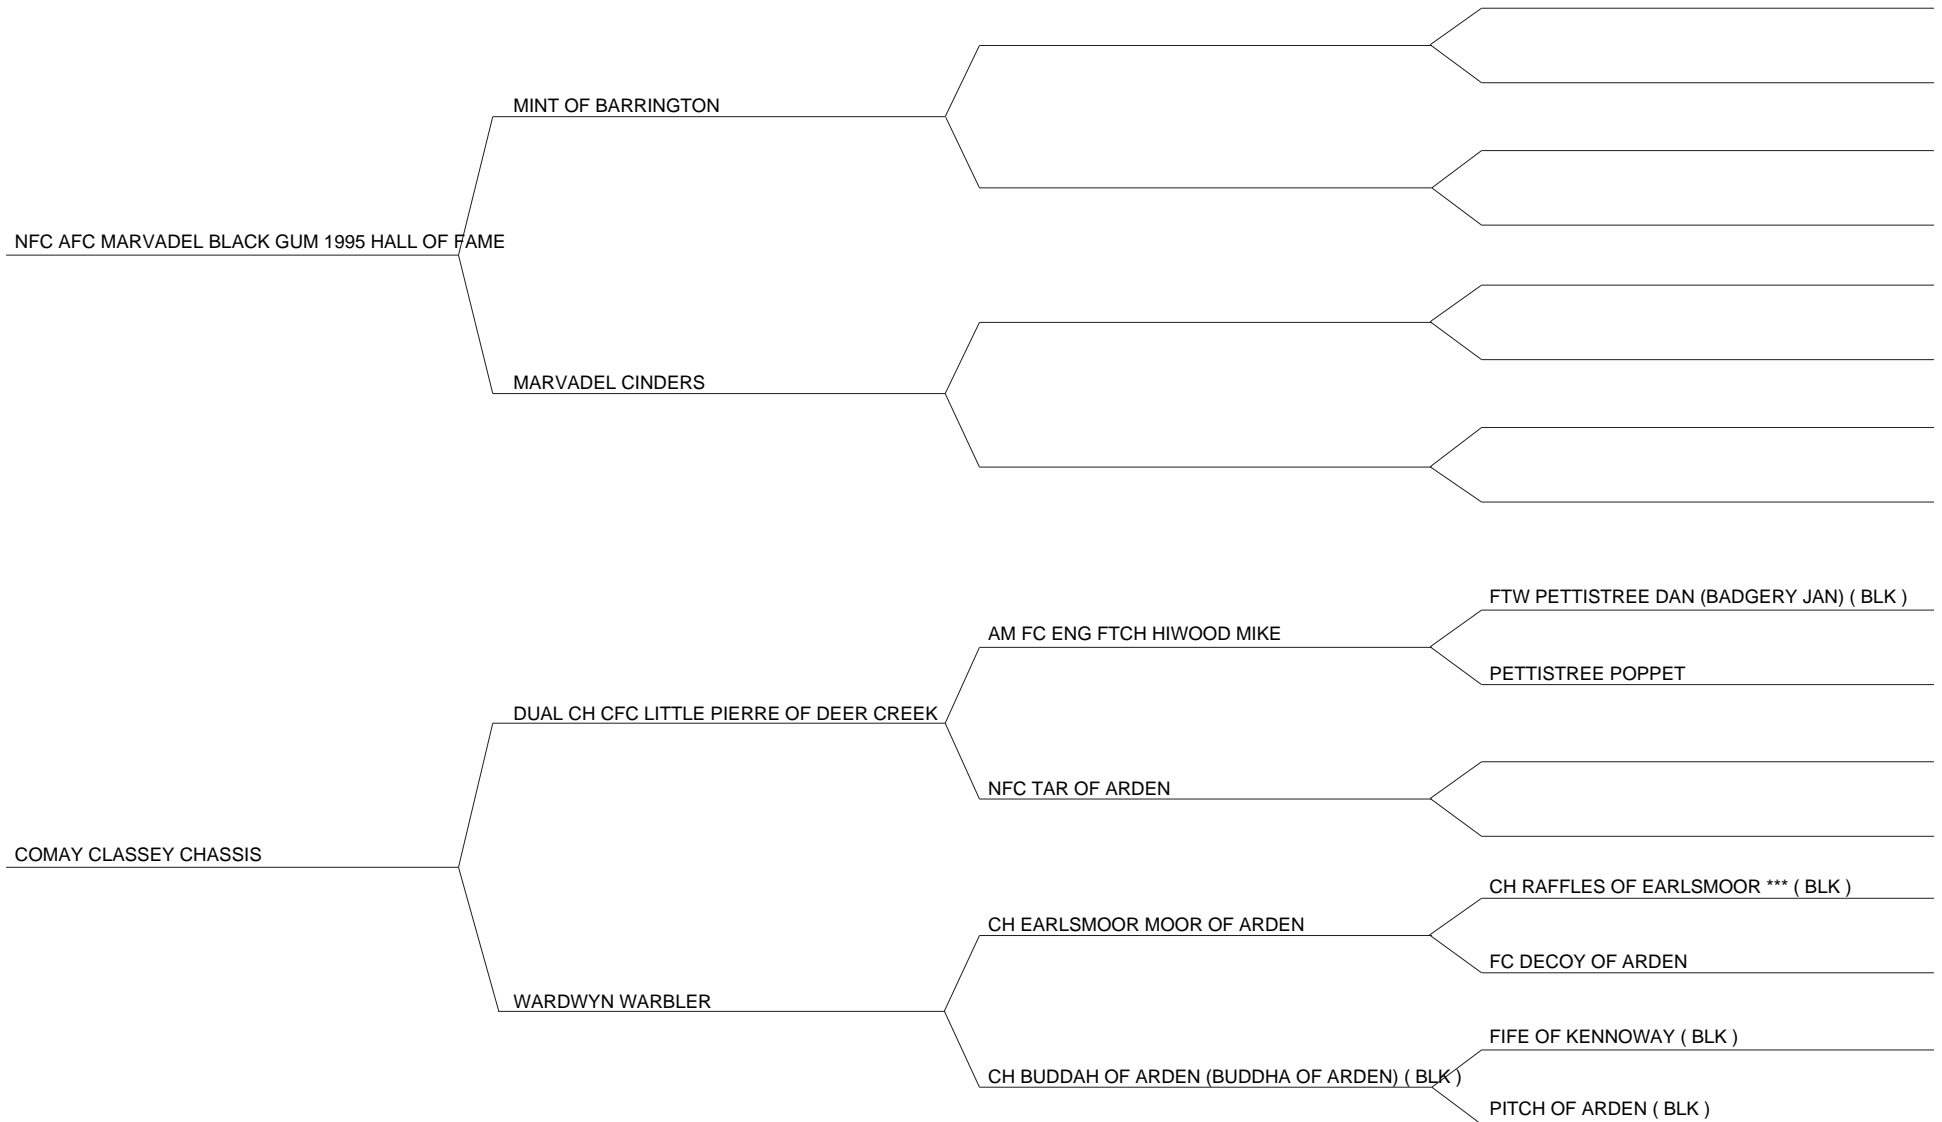 MINT OF BARRINGTON
NFC AFC MARVADEL BLACK GUM 1995 HALL OF FAME
MARVADEL CINDERS
FTW PETTISTREE DAN (BADGERY JAN) ( BLK )
AM FC ENG FTCH HIWOOD MIKE
PETTISTREE POPPET
DUAL CH CFC LITTLE PIERRE OF DEER CREEK
NFC TAR OF ARDEN
COMAY CLASSEY CHASSIS
CH RAFFLES OF EARLSMOOR *** ( BLK )
CH EARLSMOOR MOOR OF ARDEN
FC DECOY OF ARDEN
WARDWYN WARBLER
FIFE OF KENNOWAY ( BLK )
CH BUDDAH OF ARDEN (BUDDHA OF ARDEN) ( BLK )
PITCH OF ARDEN ( BLK )